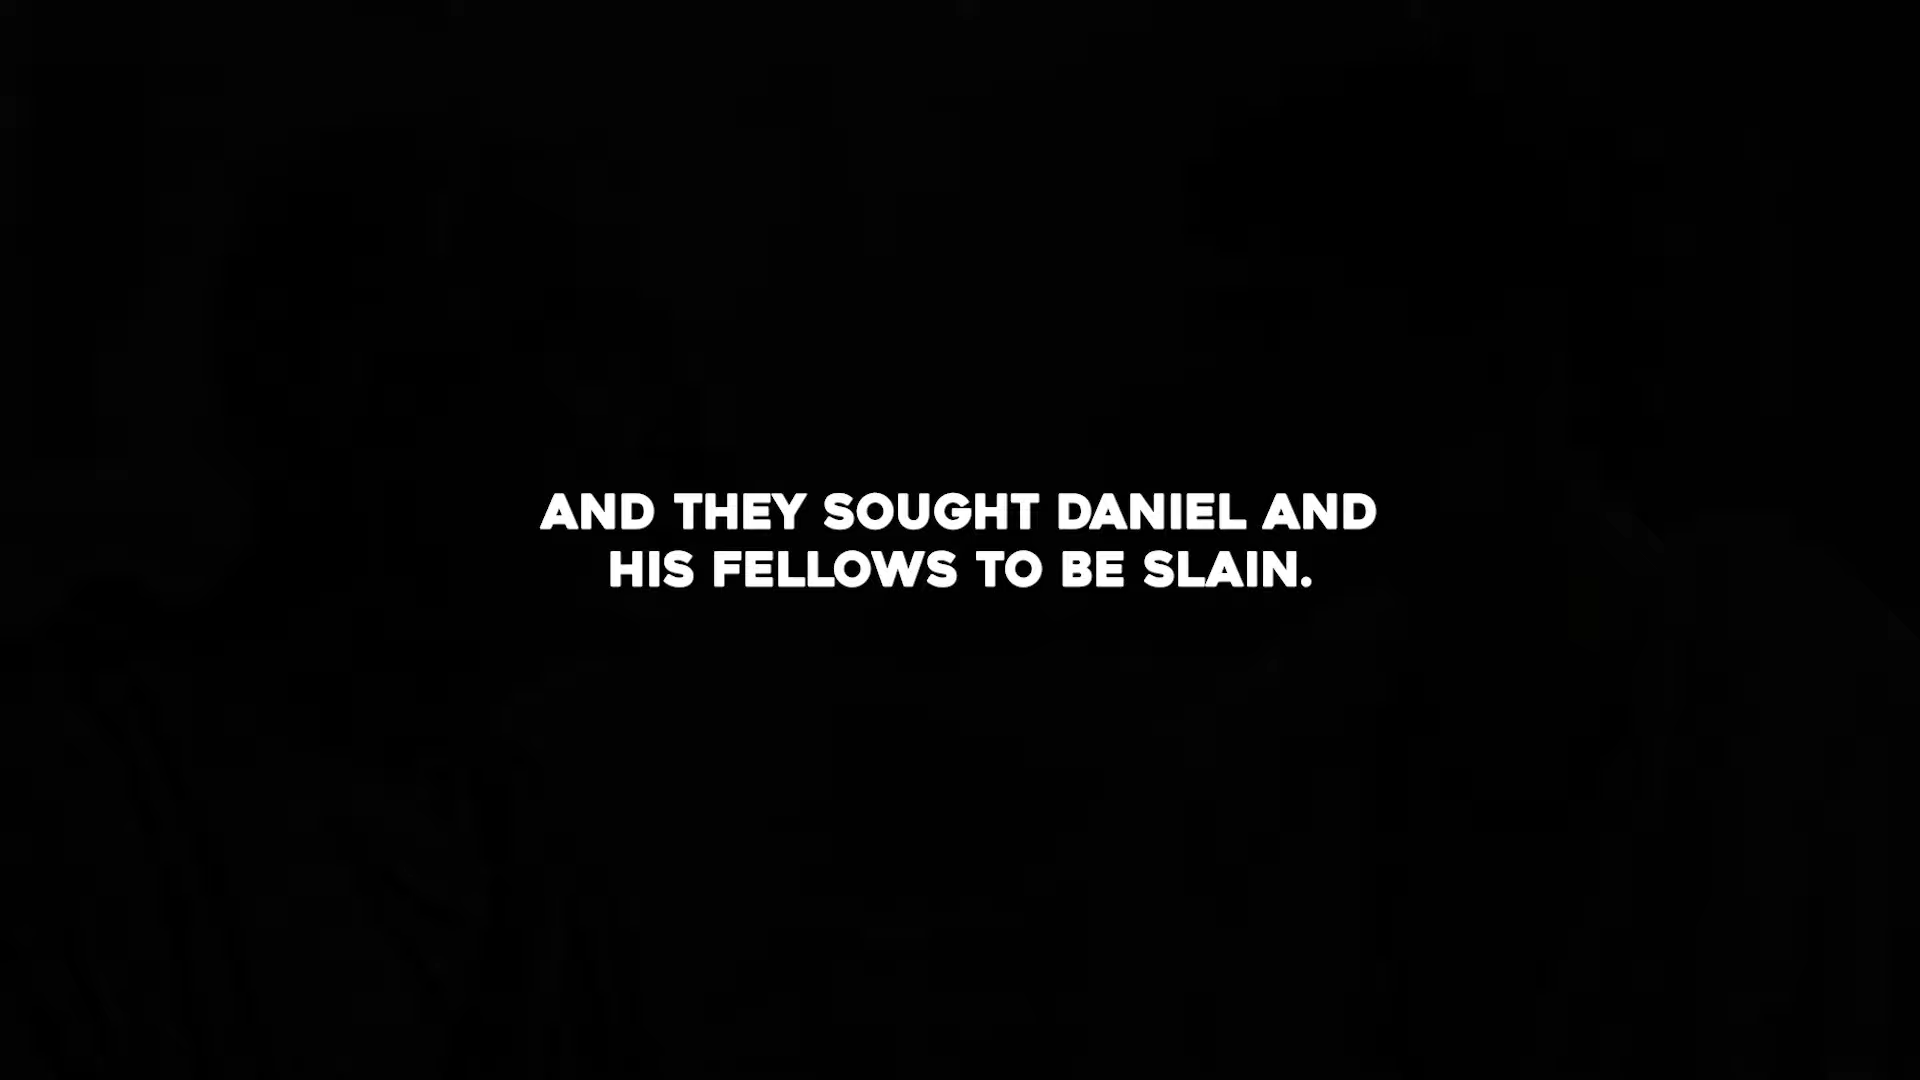 AND THEY SOUGHT DANIEL AND
HIS FELLOWS TO BE SLAIN.